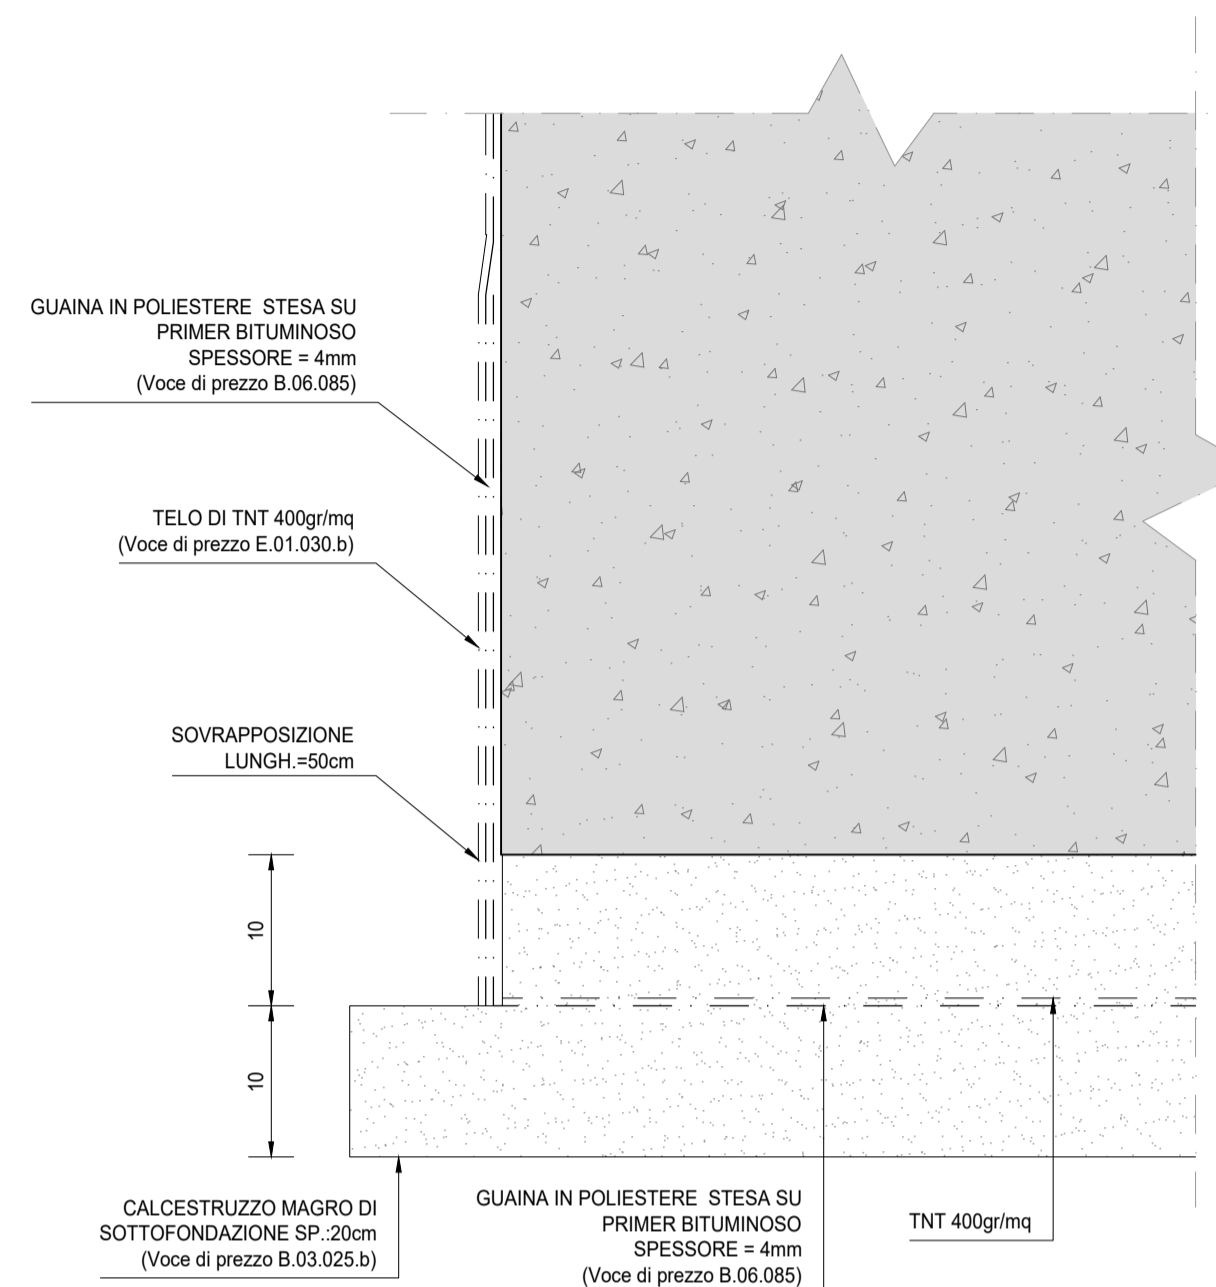 GUAINA IN POLIESTERE STESA SU
PRIMER BITUMINOSO
SPESSORE = 4mm
(Voce di prezzo B.06.085)
TELO DI TNT 400gr/mq
(Voce di prezzo E.01.030.b)
SOVRAPPOSIZIONE
LUNGH.=50cm
10
10
CALCESTRUZZO MAGRO DI
SOTTOFONDAZIONE SP.:20cm
(Voce di prezzo B.03.025.b)
GUAINA IN POLIESTERE STESA SU
PRIMER BITUMINOSO
SPESSORE = 4mm
(Voce di prezzo B.06.085)
TNT 400gr/mq